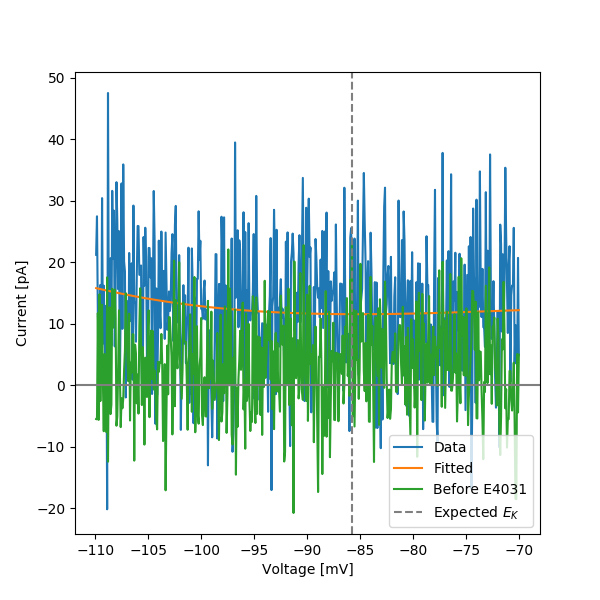 50
40
30
20
10
0
−10
−20
Current [pA]
−110
−105
−100
−95
−90
−85
−80
−75
−70
Voltage [mV]
Data
Fitted
Before E4031
Expected E_K